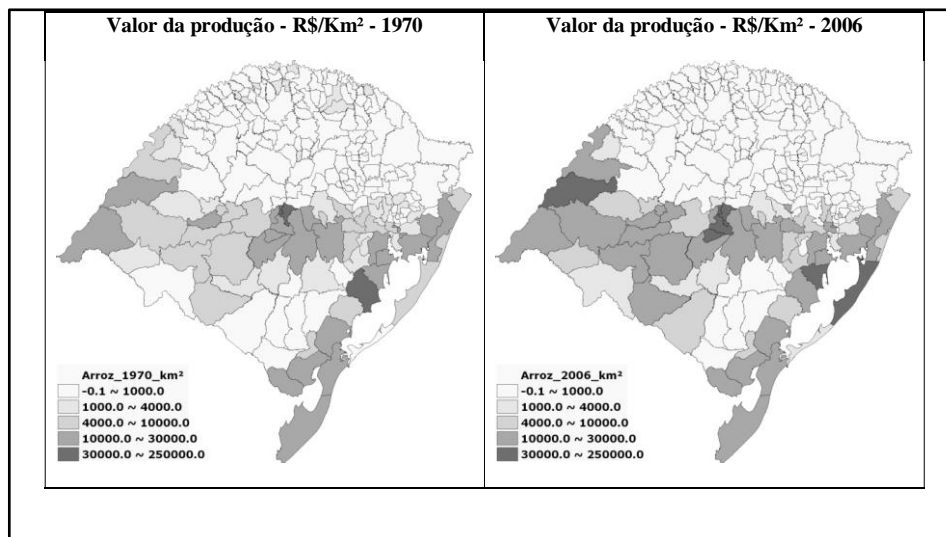 Valor da produção - R$/Km² - 1970
Valor da produção - R$/Km² - 2006
Arroz_1970_km²
-0.1 ~ 1000.0
1000.0 ~ 4000.0
4000.0 ~ 10000.0
10000.0 ~ 30000.0
30000.0 ~ 250000.0
Arroz_2006_km²
-0.1 ~ 1000.0
1000.0 ~ 4000.0
4000.0 ~ 10000.0
10000.0 ~ 30000.0
30000.0 ~ 250000.0